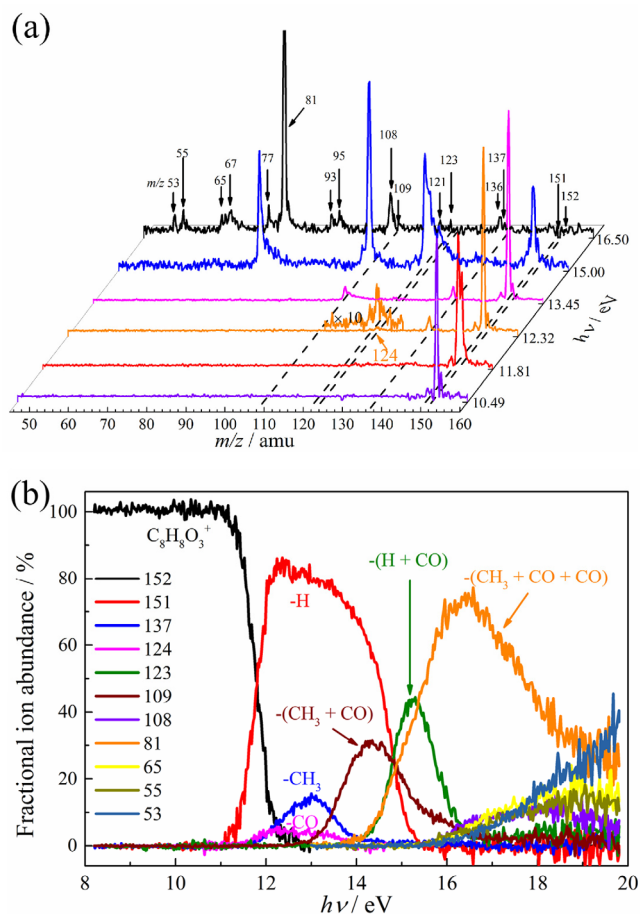 (a)
81
55
67
108
m/z 53
65
77
95
93
109
123
121
137
136
151
152
16.50
15.00
13.45
12.32
11.81
10.49
hν / eV
× 10
124
50 60 70 80 90 100 110 120 130 140 150 160
m/z / amu
(b)
100
80
60
40
20
0
Fractional ion abundance / %
C8H8O3+
152
151
137
124
123
109
108
81
65
55
53
-H
-(H + CO)
-(CH3 + CO + CO)
-(CH3 + CO)
-CH3
-CO
8 10 12 14 16 18 20
hν / eV